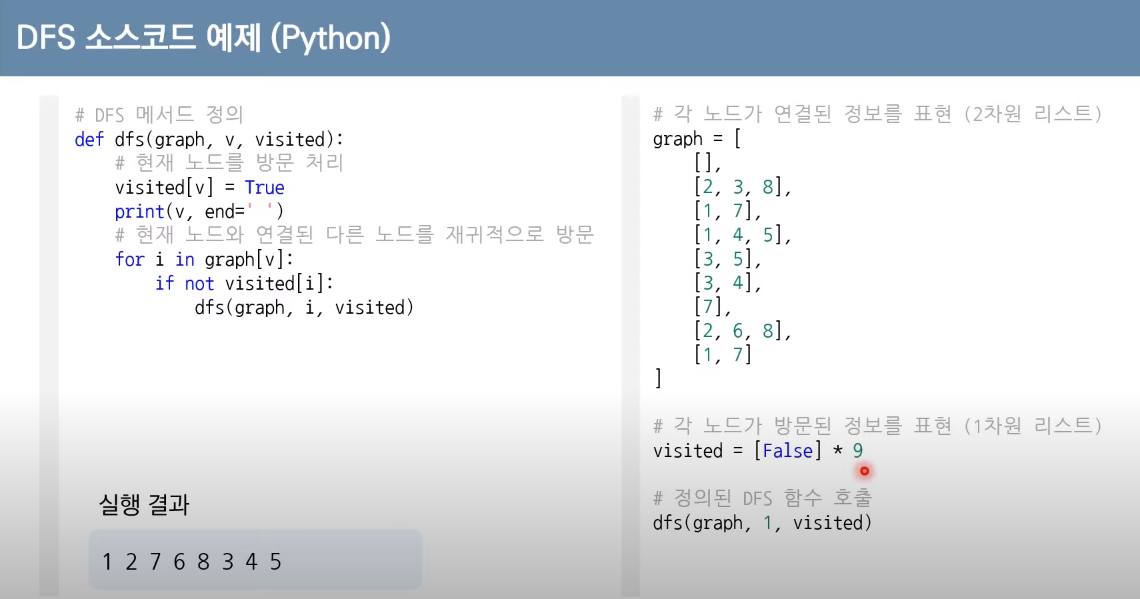 DFS 소스코드 예제 (Python)
# DFS 메서드 정의
def dfs(graph, v, visited):
    # 현재 노드를 방문 처리
    visited[v] = True
    print(v, end=' ')
    # 현재 노드와 연결된 다른 노드를 재귀적으로 방문
    for i in graph[v]:
        if not visited[i]:
            dfs(graph, i, visited)
실행 결과
1 2 7 6 8 3 4 5
# 각 노드가 연결된 정보를 표현 (2차원 리스트)
graph = [
    [],
    [2, 3, 8],
    [1, 7],
    [1, 4, 5],
    [3, 5],
    [3, 4],
    [7],
    [2, 6, 8],
    [1, 7]
]
# 각 노드가 방문된 정보를 표현 (1차원 리스트)
visited = [False] * 9
# 정의된 DFS 함수 호출
dfs(graph, 1, visited)